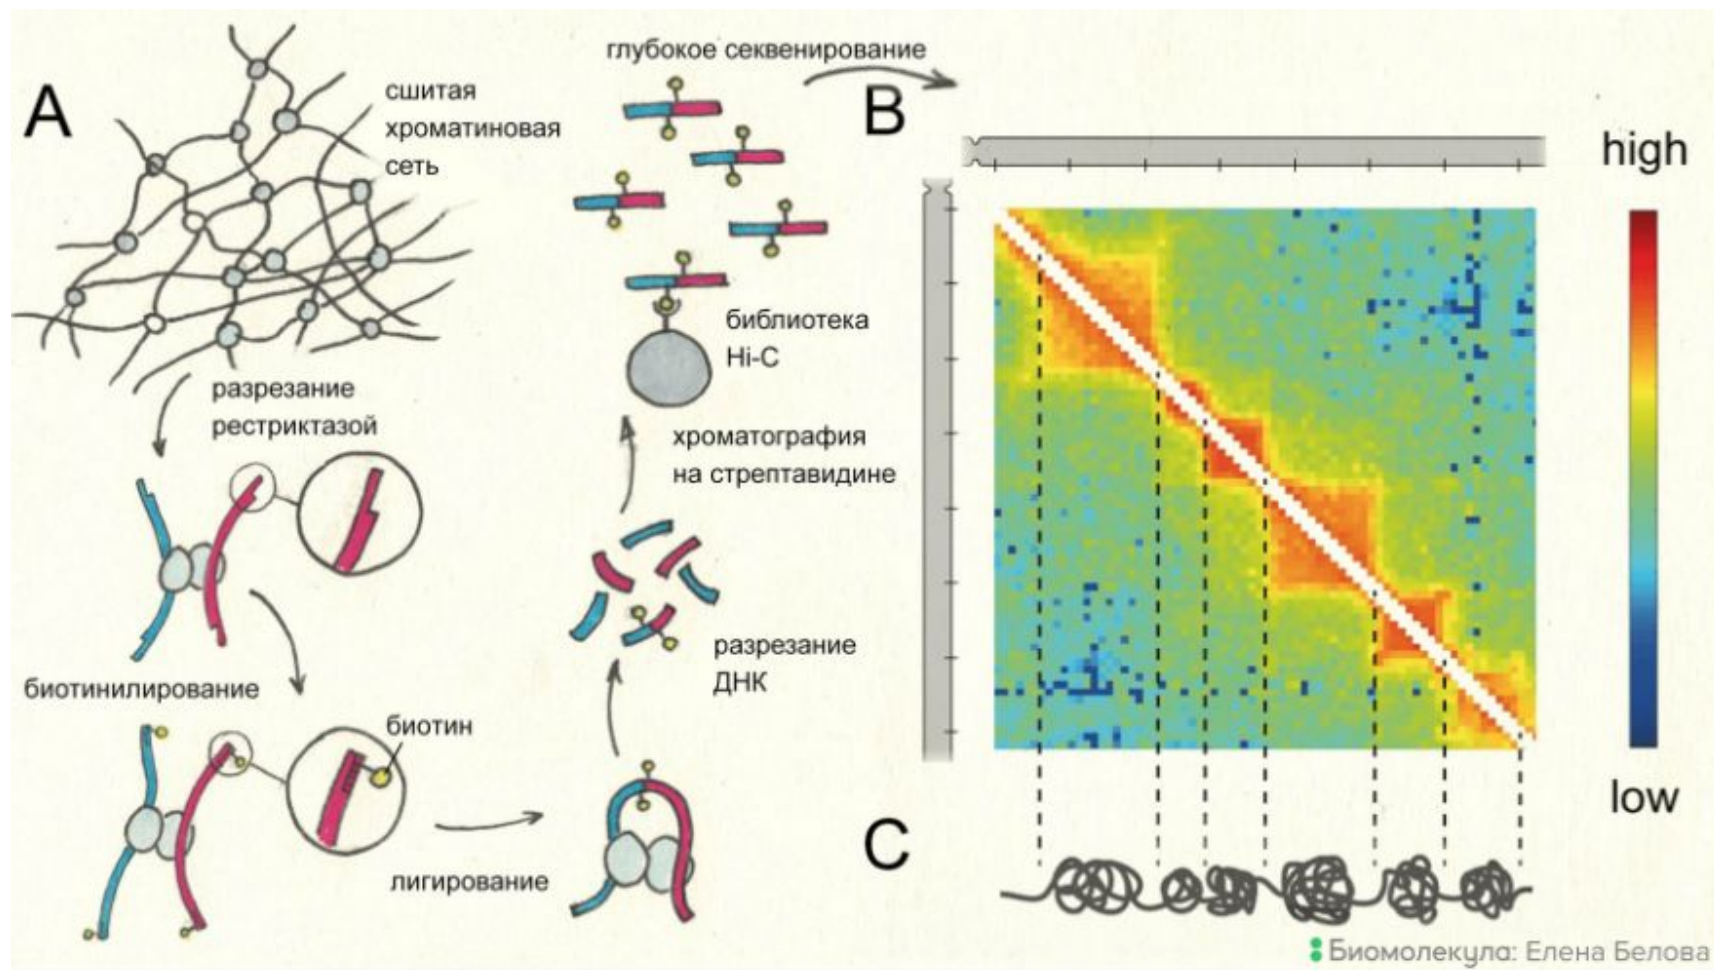 A
сшитая
хроматиновая
сеть
разрезание
рестриктазой
биотинилирование
биотин
лигирование
разрезание
ДНК
хроматография
на стрептавидине
библиотека
Hi-C
глубокое секвенирование
B
high
low
C
Биомолекула: Елена Белова